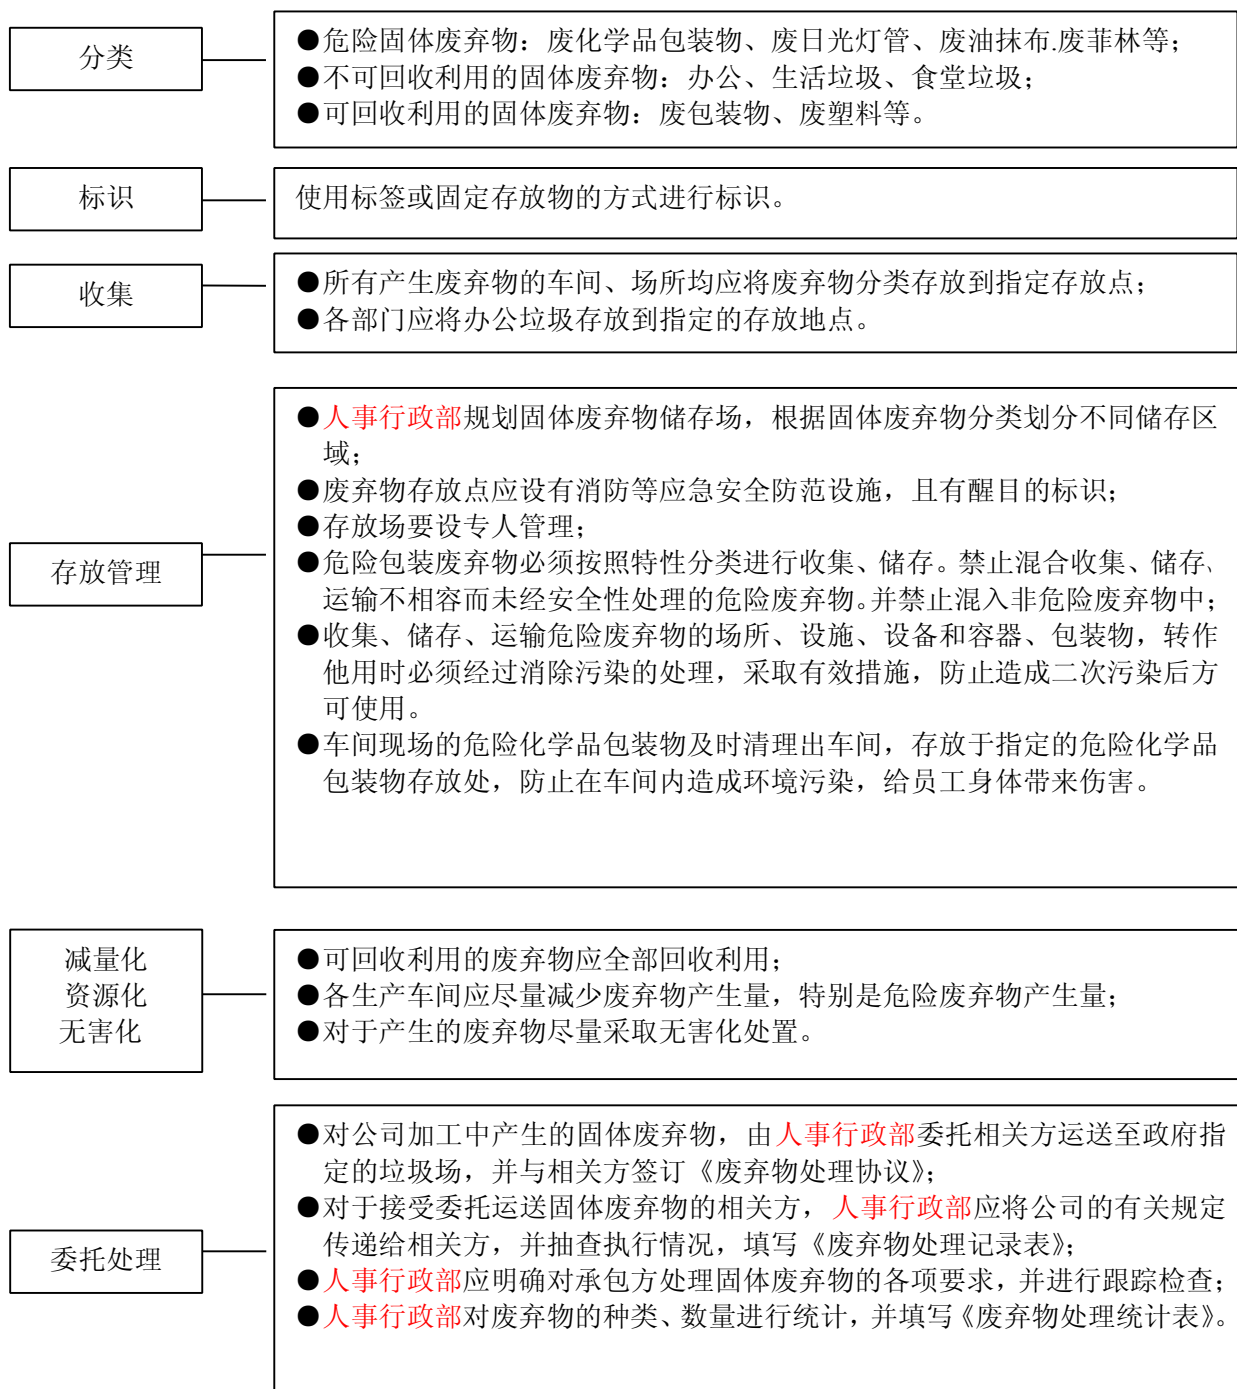 分类
●危险固体废弃物：废化学品包装物、废日光灯管、废油抹布.废菲林等；
●不可回收利用的固体废弃物：办公、生活垃圾、食堂垃圾；
●可回收利用的固体废弃物：废包装物、废塑料等。
标识
使用标签或固定存放物的方式进行标识。
收集
●所有产生废弃物的车间、场所均应将废弃物分类存放到指定存放点；
●各部门应将办公垃圾存放到指定的存放地点。
存放管理
●人事行政部规划固体废弃物储存场，根据固体废弃物分类划分不同储存区
域；
●废弃物存放点应设有消防等应急安全防范设施，且有醒目的标识；
●存放场要设专人管理；
●危险包装废弃物必须按照特性分类进行收集、储存。禁止混合收集、储存、
运输不相容而未经安全性处理的危险废弃物。并禁止混入非危险废弃物中；
●收集、储存、运输危险废弃物的场所、设施、设备和容器、包装物，转作
他用时必须经过消除污染的处理，采取有效措施，防止造成二次污染后方
可使用。
●车间现场的危险化学品包装物及时清理出车间，存放于指定的危险化学品
包装物存放处，防止在车间内造成环境污染，给员工身体带来伤害。
减量化
资源化
无害化
●可回收利用的废弃物应全部回收利用；
●各生产车间应尽量减少废弃物产生量，特别是危险废弃物产生量；
●对于产生的废弃物尽量采取无害化处置。
委托处理
●对公司加工中产生的固体废弃物，由人事行政部委托相关方运送至政府指
定的垃圾场，并与相关方签订《废弃物处理协议》；
●对于接受委托运送固体废弃物的相关方，人事行政部应将公司的有关规定
传递给相关方，并抽查执行情况，填写《废弃物处理记录表》；
●人事行政部应明确对承包方处理固体废弃物的各项要求，并进行跟踪检查；
●人事行政部对废弃物的种类、数量进行统计，并填写《废弃物处理统计表》。